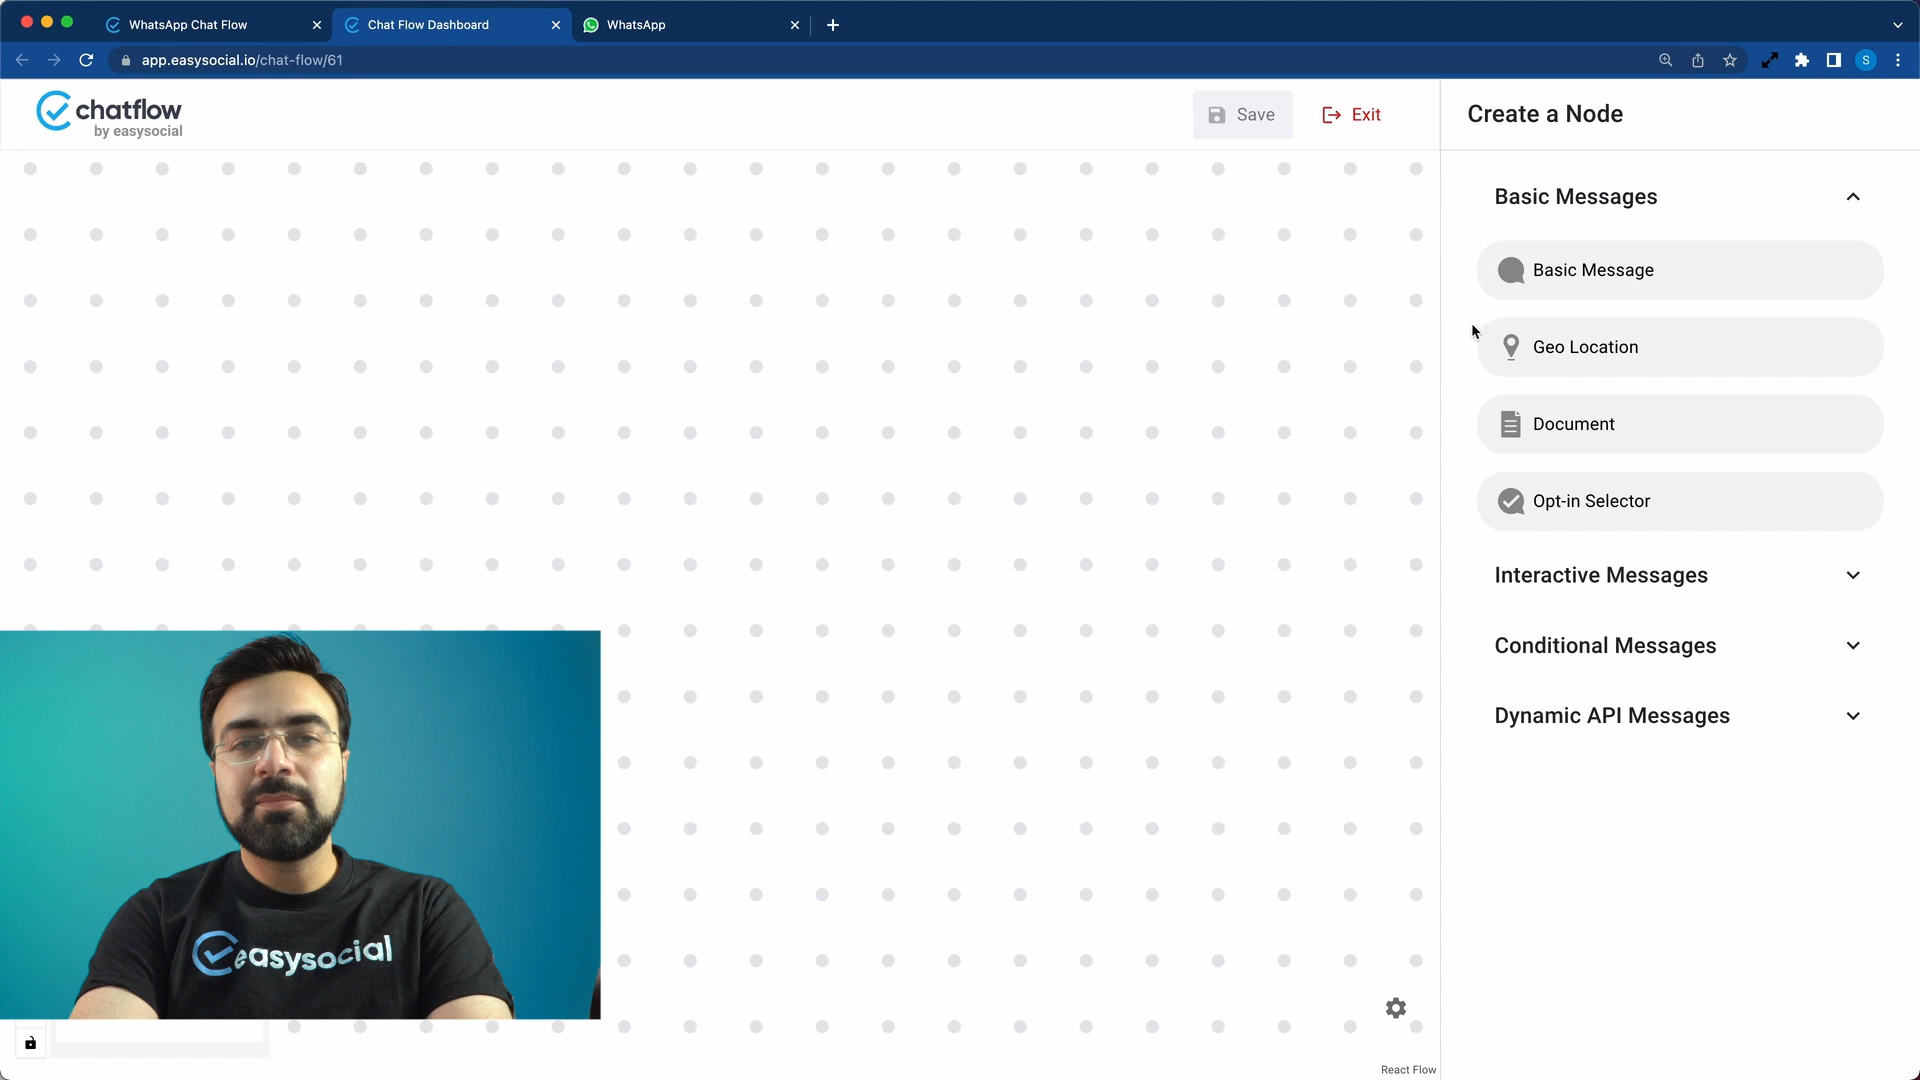 WhatsApp Chat Flow
Chat Flow Dashboard
WhatsApp
app.easysocial.io/chat-flow/61
S
chatflow
by easysocial
Save
Exit
Create a Node
Basic Messages
Basic Message
Geo Location
Document
Opt-in Selector
Interactive Messages
Conditional Messages
Dynamic API Messages
easysocial
React Flow